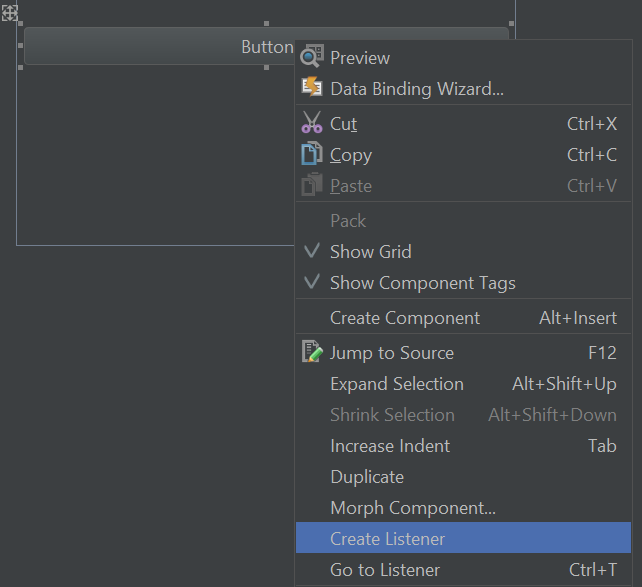 Button
Preview
Data Binding Wizard...
Cut Ctrl+X
Copy Ctrl+C
Paste Ctrl+V
Pack
Show Grid
Show Component Tags
Create Component Alt+Insert
Jump to Source F12
Expand Selection Alt+Shift+Up
Shrink Selection Alt+Shift+Down
Increase Indent Tab
Duplicate
Morph Component...
Create Listener
Go to Listener Ctrl+T